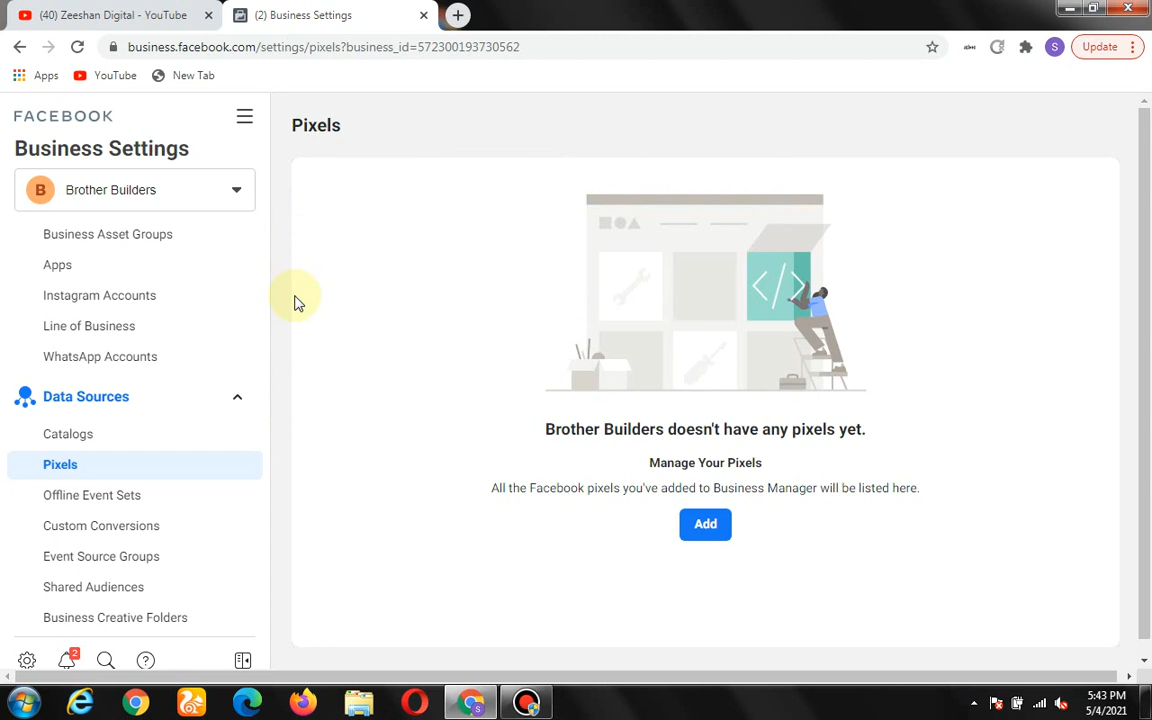 (40) Zeeshan Digital - YouTube
(2) Business Settings
business.facebook.com/settings/pixels?business_id=572300193730562
S
Update
Apps
YouTube
New Tab
FACEBOOK
Business Settings
B
Brother Builders
Business Asset Groups
Apps
Instagram Accounts
Line of Business
WhatsApp Accounts
Data Sources
Catalogs
Pixels
Offline Event Sets
Custom Conversions
Event Source Groups
Shared Audiences
Business Creative Folders
2
Pixels
Brother Builders doesn't have any pixels yet.
Manage Your Pixels
All the Facebook pixels you've added to Business Manager will be listed here.
Add
5:43 PM
5/4/2021